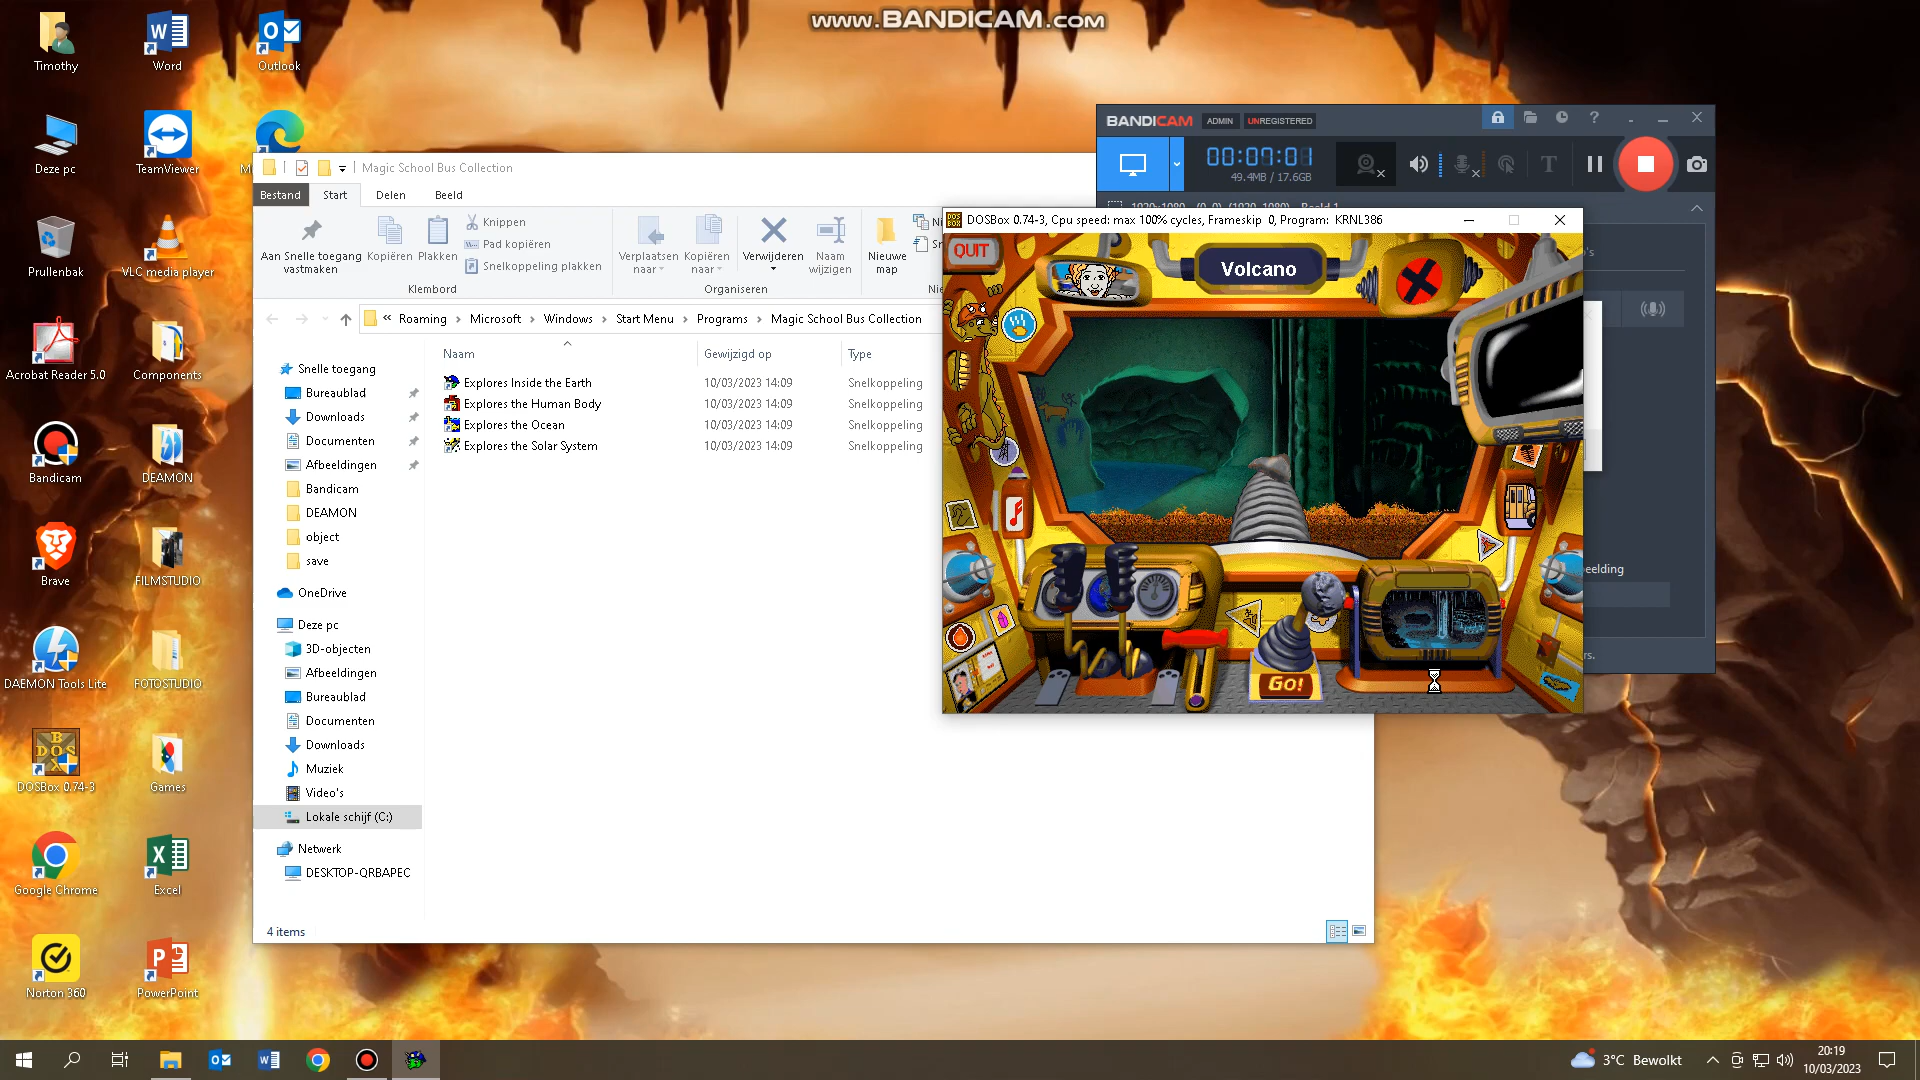 www.BANDICAM.com
Timothy
Word
Outlook
Deze pc
TeamViewer
Prullenbak
VLC media player
Acrobat Reader 5.0
Components
Bandicam
DEAMON
Brave
FILMSTUDIO
DAEMON Tools Lite
FOTOSTUDIO
DOSBox 0.74-3
Games
Google Chrome
Excel
Norton 360
PowerPoint
Magic School Bus Collection
Bestand
Start
Delen
Beeld
Aan Snelle toegang vastmaken
Kopiëren
Plakken
Knippen
Pad kopiëren
Snelkoppeling plakken
Klembord
Verplaatsen naar
Kopiëren naar
Verwijderen
Naam wijzigen
Organiseren
Nieuwe map
« Roaming > Microsoft > Windows > Start Menu > Programs > Magic School Bus Collection
Naam
Gewijzigd op
Type
Explores Inside the Earth 10/03/2023 14:09 Snelkoppeling
Explores the Human Body 10/03/2023 14:09 Snelkoppeling
Explores the Ocean 10/03/2023 14:09 Snelkoppeling
Explores the Solar System 10/03/2023 14:09 Snelkoppeling
Snelle toegang
Bureaublad
Downloads
Documenten
Afbeeldingen
Bandicam
DEAMON
object
save
OneDrive
Deze pc
3D-objecten
Afbeeldingen
Bureaublad
Documenten
Downloads
Muziek
Video's
Lokale schijf (C:)
Netwerk
DESKTOP-QRBAPEC
4 items
BANDICAM ADMIN UNREGISTERED
00:07:01
49.4MB / 17.6GB
DOSBox 0.74-3, Cpu speed: max 100% cycles, Frameskip 0, Program: KRNL386
QUIT
Volcano
Go!
3°C Bewolkt
20:19
10/03/2023